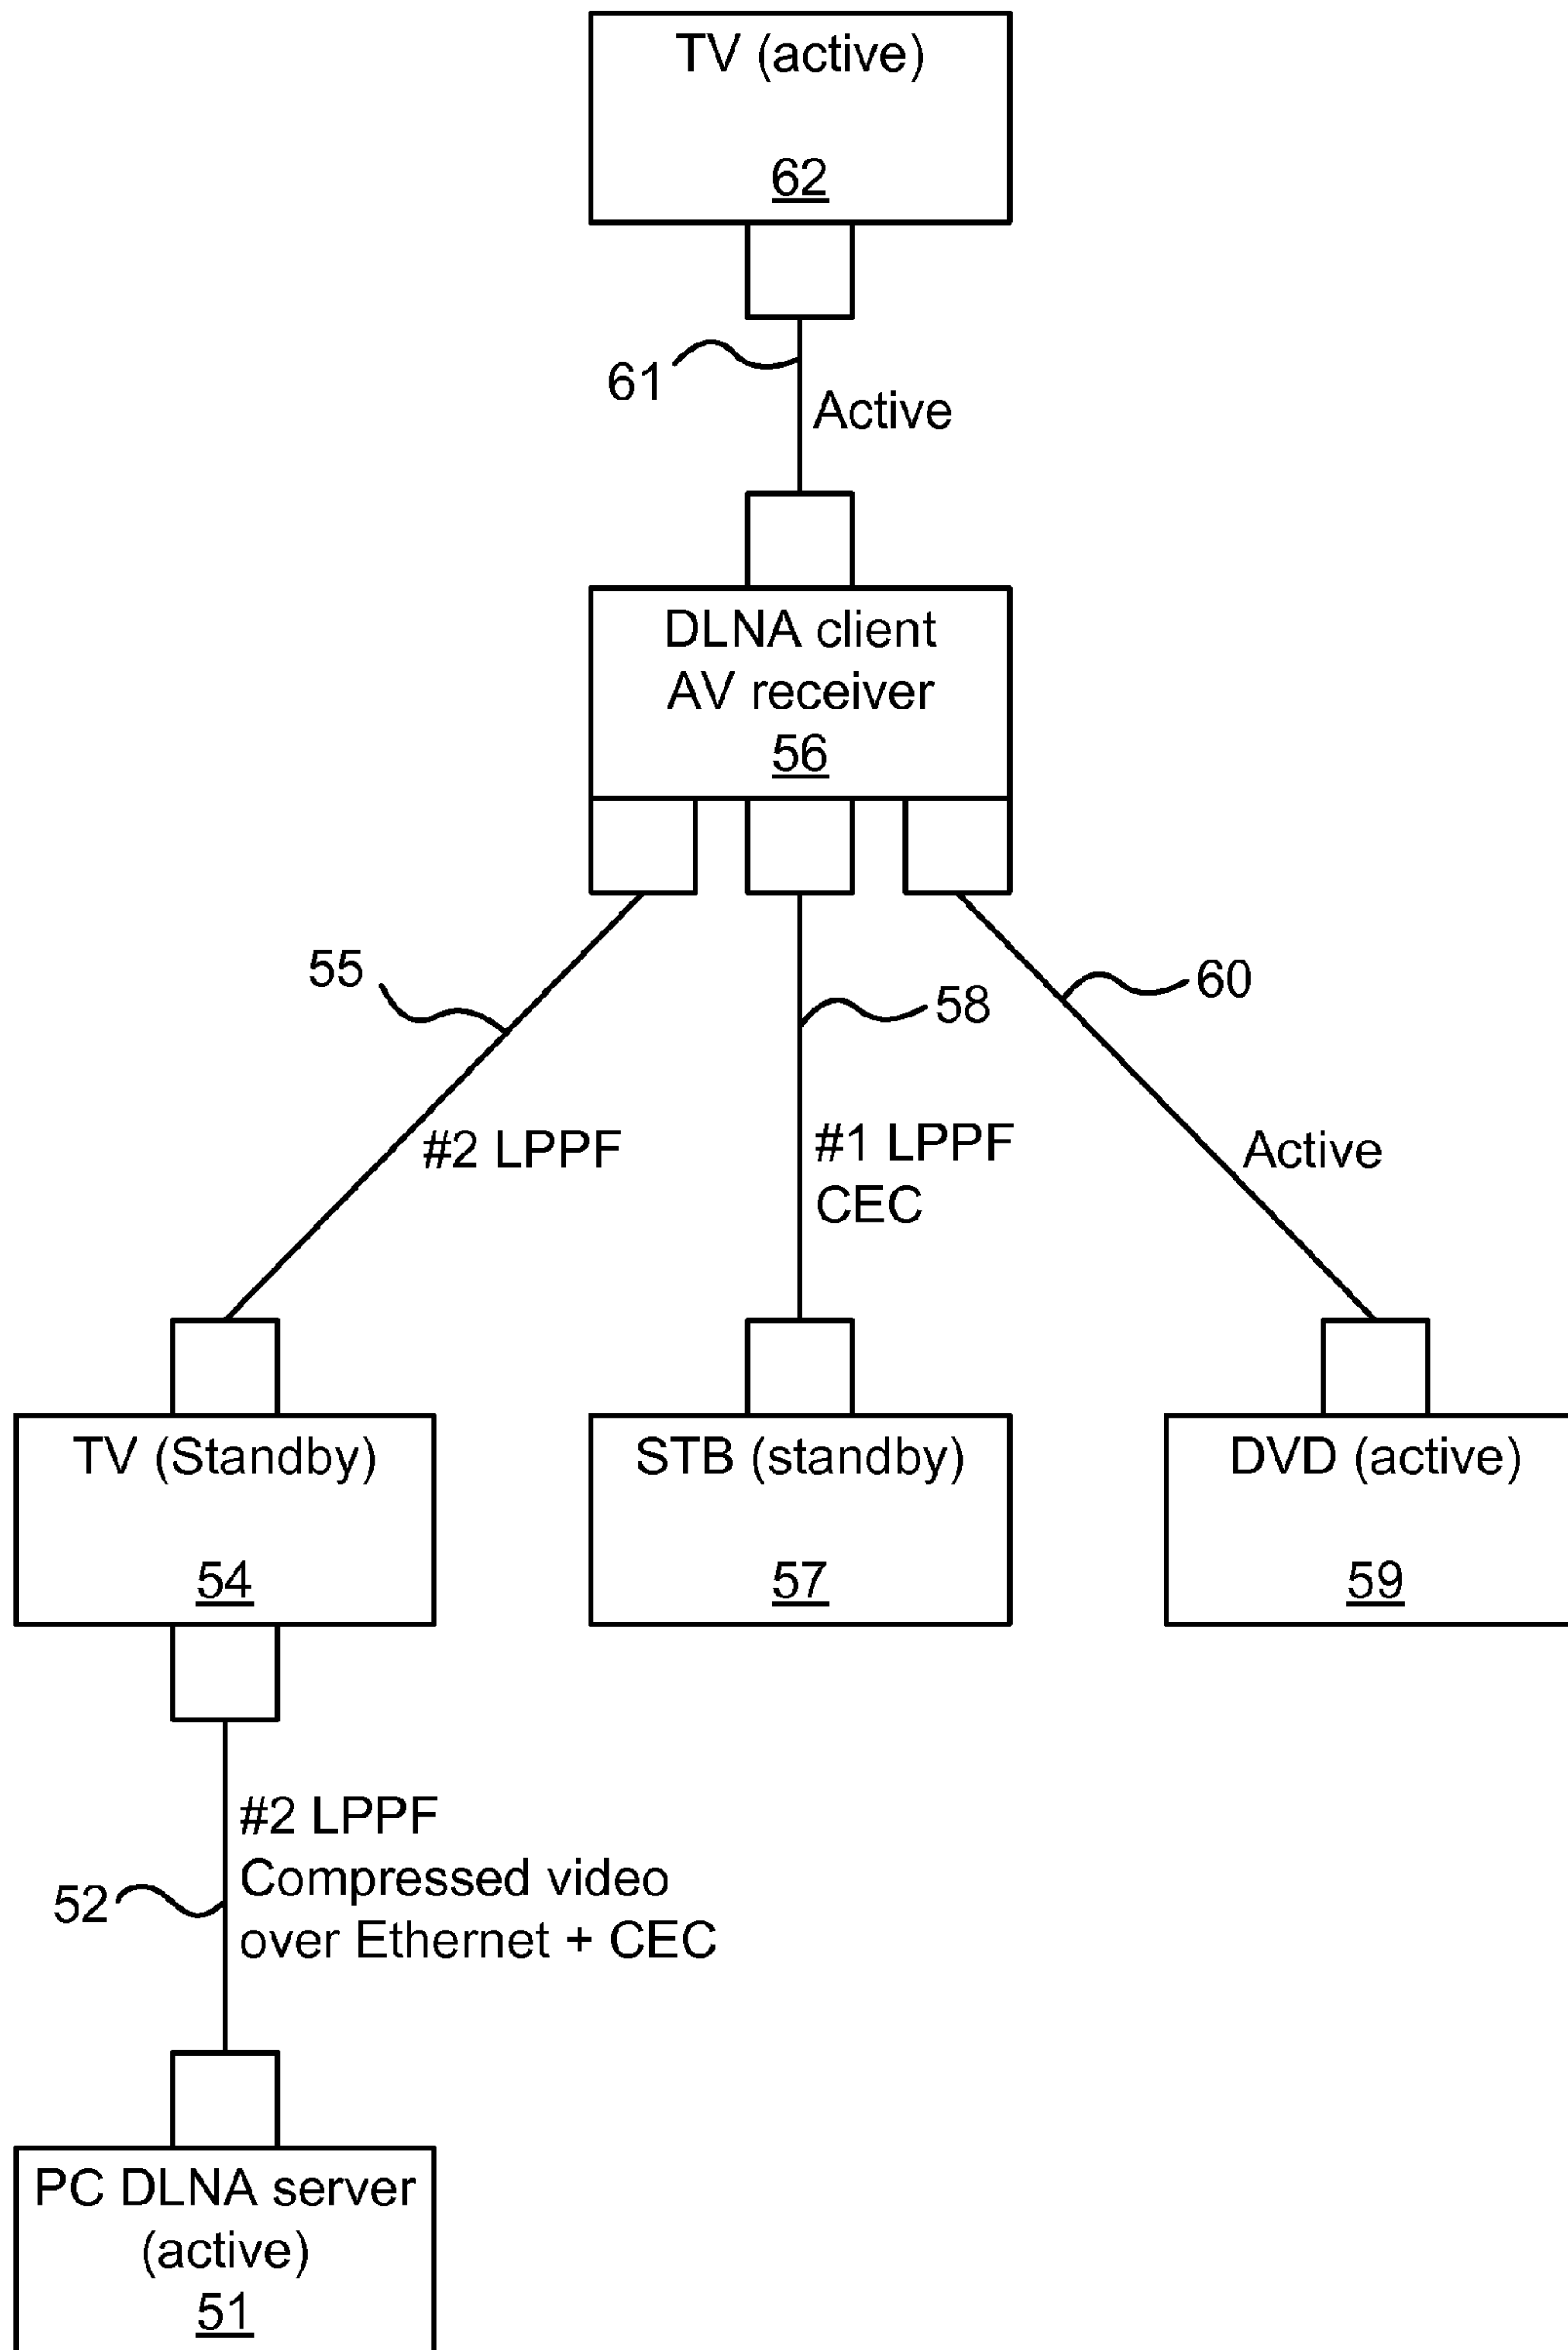 TV (active)
62
61
Active
DLNA client
AV receiver
56
55
58
60
#2 LPPF
#1 LPPF
CEC
Active
TV (Standby)
54
STB (standby)
57
DVD (active)
59
52
#2 LPPF
Compressed video
over Ethernet + CEC
PC DLNA server
(active)
51